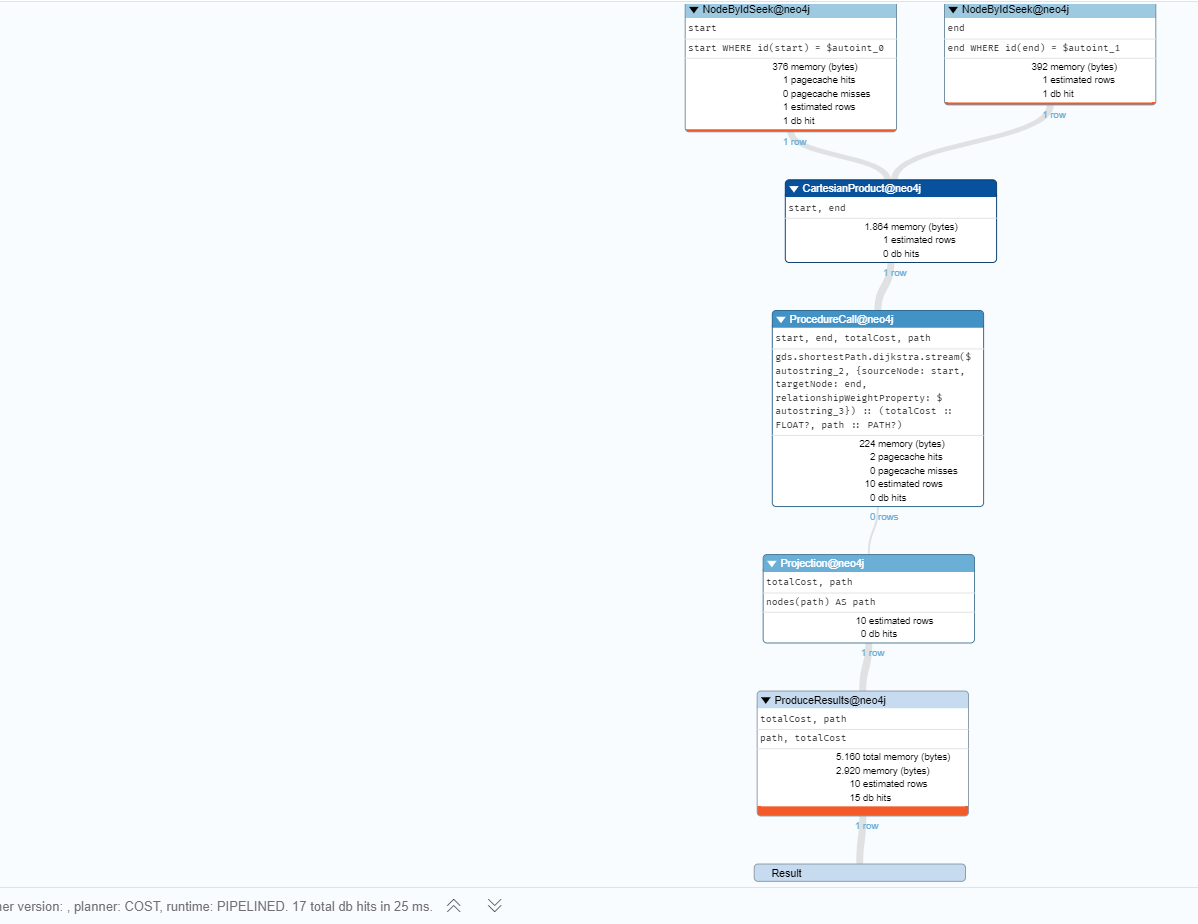 NodeByIdSeek@neo4j
start
start WHERE id(start) = $autoint_0
376 memory (bytes)
1 pagecache hits
0 pagecache misses
1 estimated rows
1 db hit
1 row
NodeByIdSeek@neo4j
end
end WHERE id(end) = $autoint_1
392 memory (bytes)
1 estimated rows
1 db hit
1 row
CartesianProduct@neo4j
start, end
1.864 memory (bytes)
1 estimated rows
0 db hits
1 row
ProcedureCall@neo4j
start, end, totalCost, path
gds.shortestPath.dijkstra.stream($
autostring_2, {sourceNode: start,
targetNode: end,
relationshipWeightProperty: $
autostring_3}) :: (totalCost ::
FLOAT?, path :: PATH?)
224 memory (bytes)
2 pagecache hits
0 pagecache misses
10 estimated rows
0 db hits
0 rows
Projection@neo4j
totalCost, path
nodes(path) AS path
10 estimated rows
0 db hits
1 row
ProduceResults@neo4j
totalCost, path
path, totalCost
5.160 total memory (bytes)
2.920 memory (bytes)
10 estimated rows
15 db hits
1 row
Result
ner version: , planner: COST, runtime: PIPELINED. 17 total db hits in 25 ms.